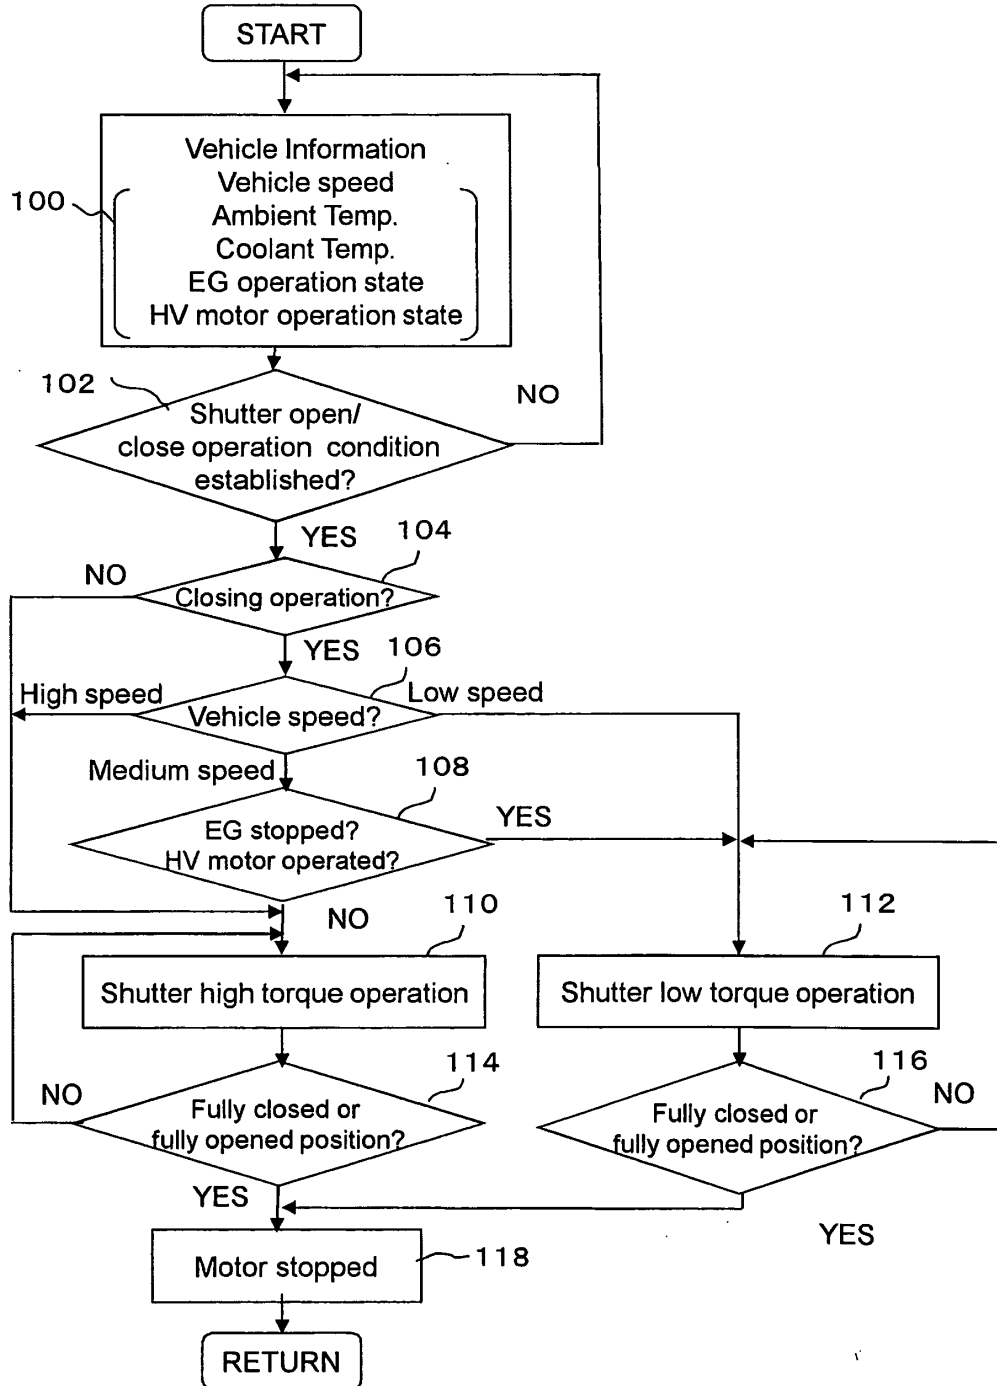 START
Vehicle Information
Vehicle speed
100
Ambient Temp.
Coolant Temp.
EG operation state
HV motor operation state
102
NO
Shutter open/
close operation condition
established?
YES
104
NO
Closing operation?
YES
106
High speed
Low speed
Vehicle speed?
Medium speed
108
EG stopped?
HV motor operated?
YES
NO
110
112
Shutter high torque operation
Shutter low torque operation
114
116
NO
NO
Fully closed or
fully opened position?
Fully closed or
fully opened position?
YES
YES
Motor stopped
118
RETURN